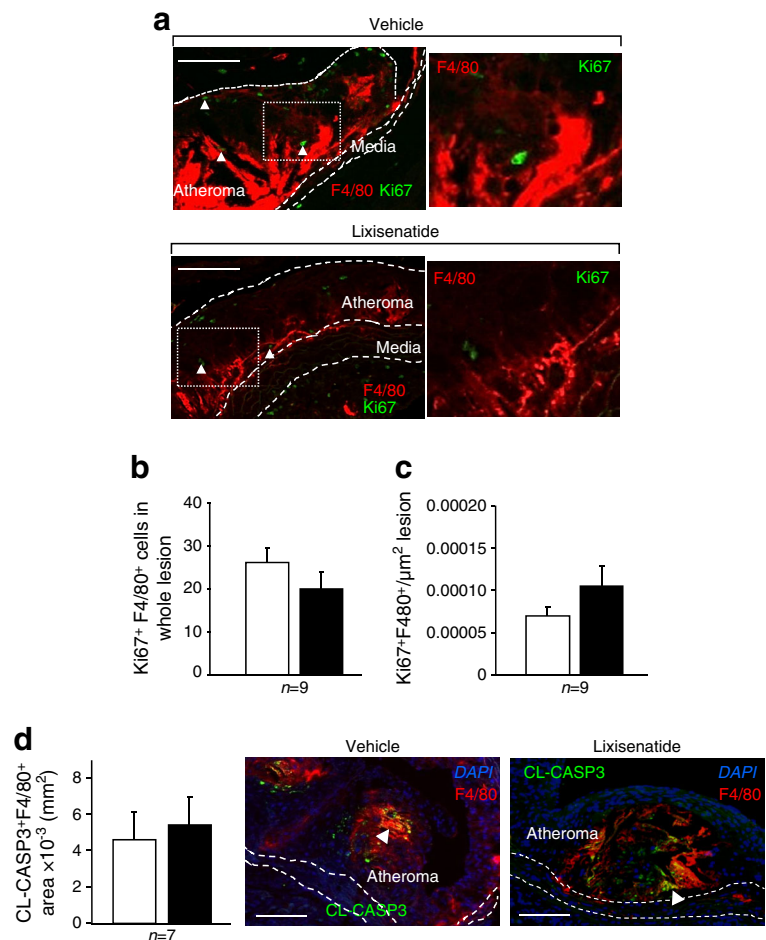 a
Vehicle
F4/80
Ki67
Media
Atheroma
F4/80 Ki67
Lixisenatide
F4/80
Ki67
Atheroma
Media
F4/80
Ki67
b
Ki67⁺ F4/80⁺ cells in
whole lesion
40
30
20
10
0
n=9
c
Ki67⁺F480⁺/μm² lesion
0.00020
0.00015
0.00010
0.00005
0
n=9
d
CL-CASP3⁺F4/80⁺
area ×10⁻³ (mm²)
8
6
4
2
0
n=7
Vehicle
DAPI
F4/80
Atheroma
CL-CASP3
Lixisenatide
CL-CASP3
DAPI
F4/80
Atheroma